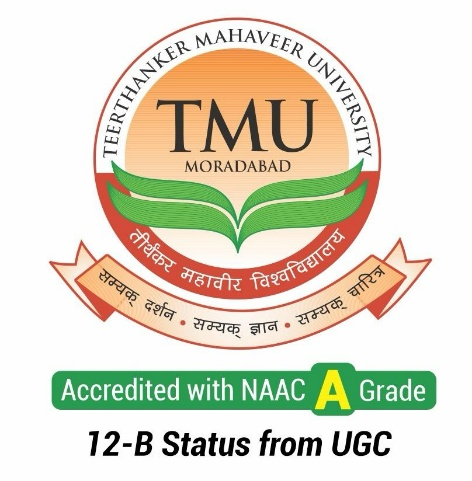 TEERTHANKER MAHAVEER UNIVERSITY
TMU
MORADABAD
तीर्थंकर महावीर विश्वविद्यालय
सम्यक् दर्शन • सम्यक् ज्ञान • सम्यक् चारित्र
Accredited with NAAC A Grade
12-B Status from UGC